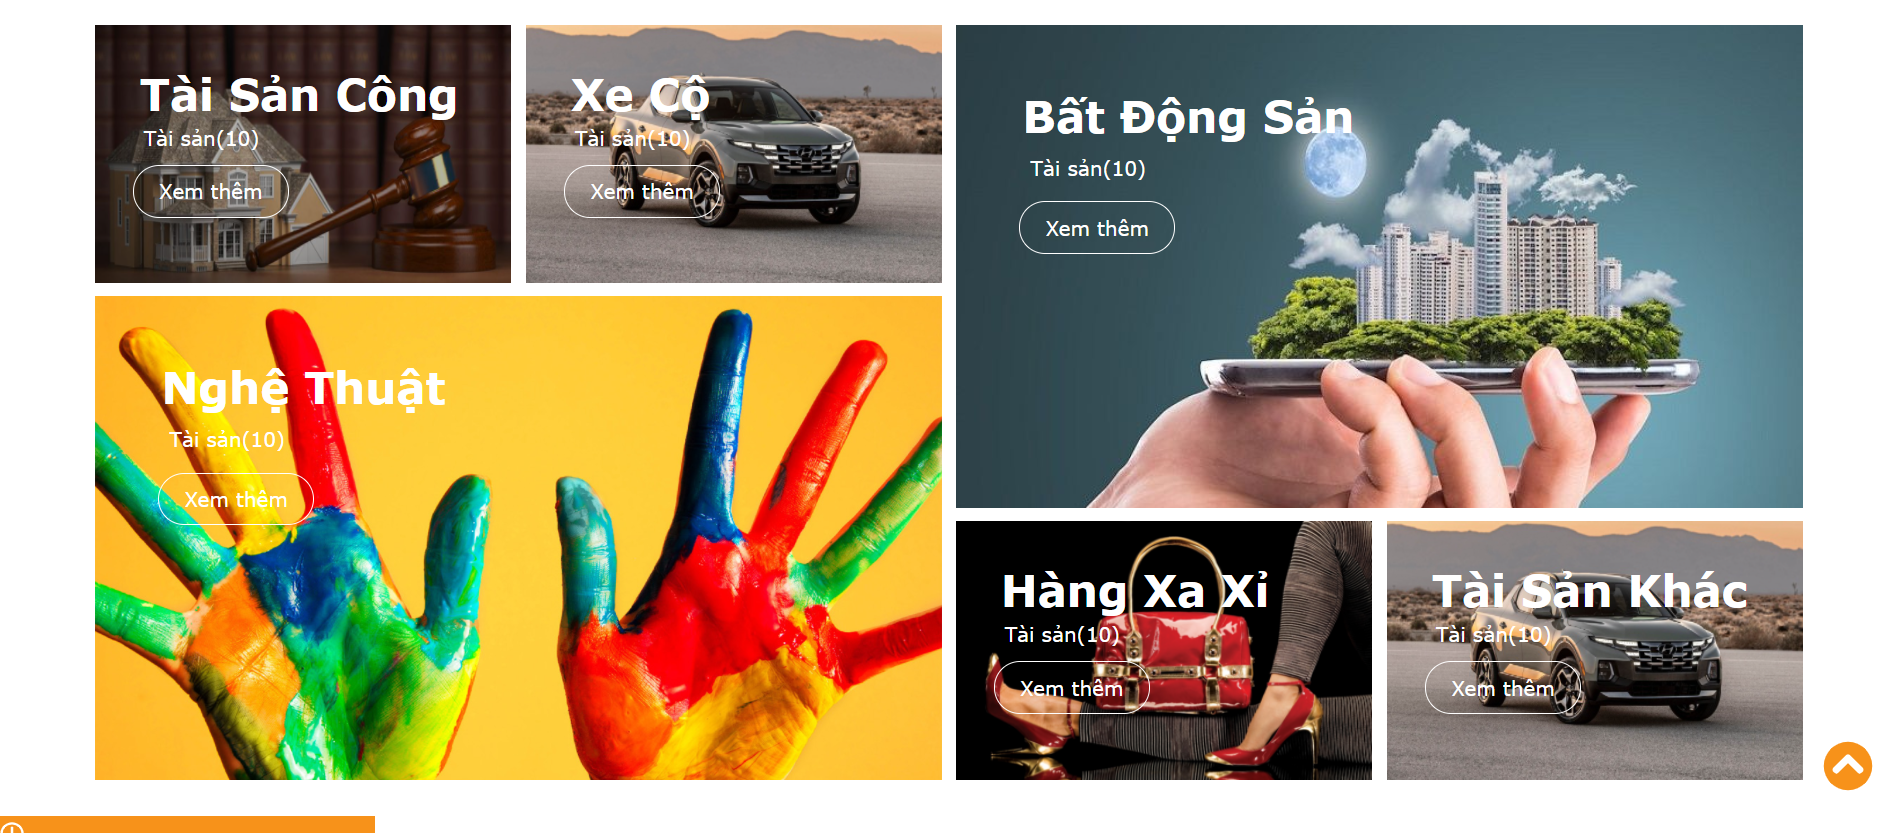 Tài Sản Công
Tài sản(10)
Xem thêm
Xe Cộ
Tài sản(10)
Xem thêm
Bất Động Sản
Tài sản(10)
Xem thêm
Nghệ Thuật
Tài sản(10)
Xem thêm
Hàng Xa Xỉ
Tài sản(10)
Xem thêm
Tài Sản Khác
Tài sản(10)
Xem thêm